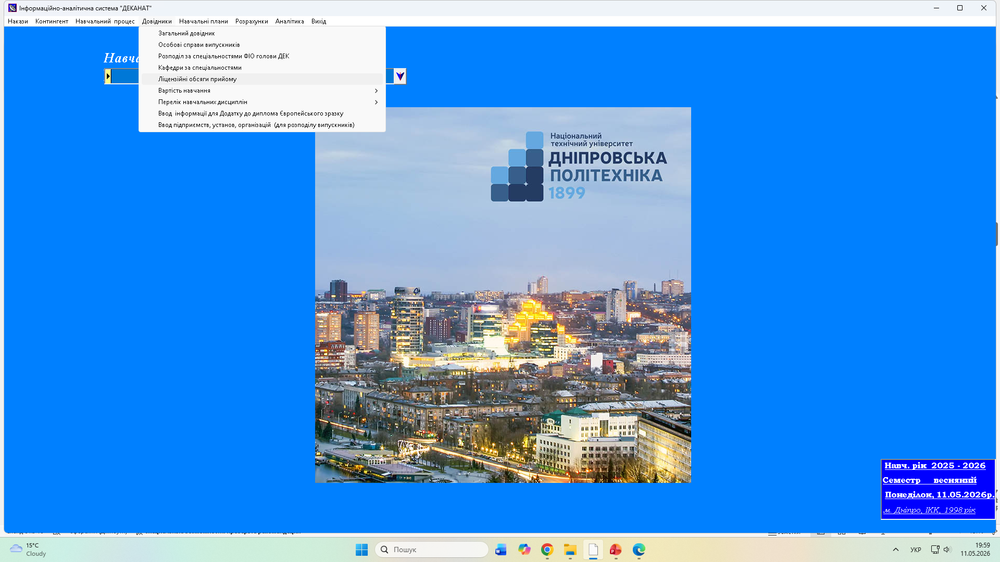 Інформаційно-аналітична система "ДЕКАНАТ"
Накази Контингент Навчальний процес Довідники Навчальні плани Розрахунки Аналітика Вихід
Загальний довідник
Особові справи випускників
Розподіл за спеціальностями ФІО голови ДЕК
Кафедри за спеціальностями
Ліцензійні обсяги прийому
Вартість навчання
Перелік навчальних дисциплін
Ввод інформації для Додатку до диплома Європейського зразку
Ввод підприємств, установ, організацій (для розподілу випускників)
Національний
технічний університет
ДНІПРОВСЬКА
ПОЛІТЕХНІКА
1899
Навч. рік 2025 - 2026
Семестр весняний
Понеділок, 11.05.2026р.
м. Дніпро, ІКК, 1998 рік
15°C
Cloudy
Пошук
УКР
19:59
11.05.2026